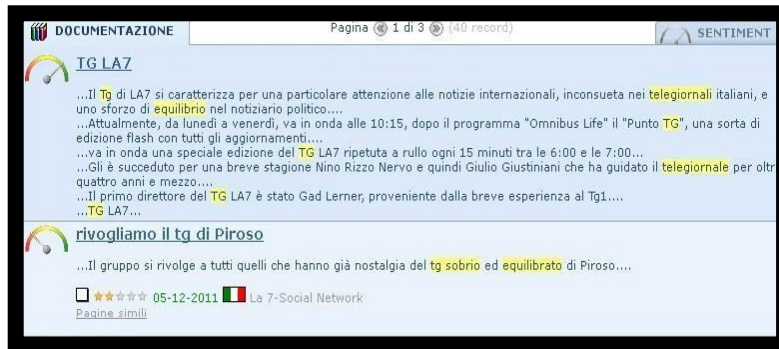 DOCUMENTAZIONE Pagina 1 di 3 (40 record) SENTIMENT
TG LA7
...Il Tg di LA7 si caratterizza per una particolare attenzione alle notizie internazionali, inconsueta nei telegiornali italiani, e
uno sforzo di equilibrio nel notiziario politico....
...Attualmente, da lunedì a venerdì, va in onda alle 10:15, dopo il programma "Omnibus Life" il "Punto TG", una sorta di
edizione flash con tutti gli aggiornamenti....
...va in onda una speciale edizione del TG LA7 ripetuta a rullo ogni 15 minuti tra le 6:00 e le 7:00...
...Gli è succeduto per una breve stagione Nino Rizzo Nervo e quindi Giulio Giustiniani che ha guidato il telegiornale per oltr
quattro anni e mezzo....
...Il primo direttore del TG LA7 è stato Gad Lerner, proveniente dalla breve esperienza al Tg1....
...TG LA7...
rivogliamo il tg di Piroso
...Il gruppo si rivolge a tutti quelli che hanno già nostalgia del tg sobrio ed equilibrato di Piroso....
05-12-2011 La 7-Social Network
Pagine simili